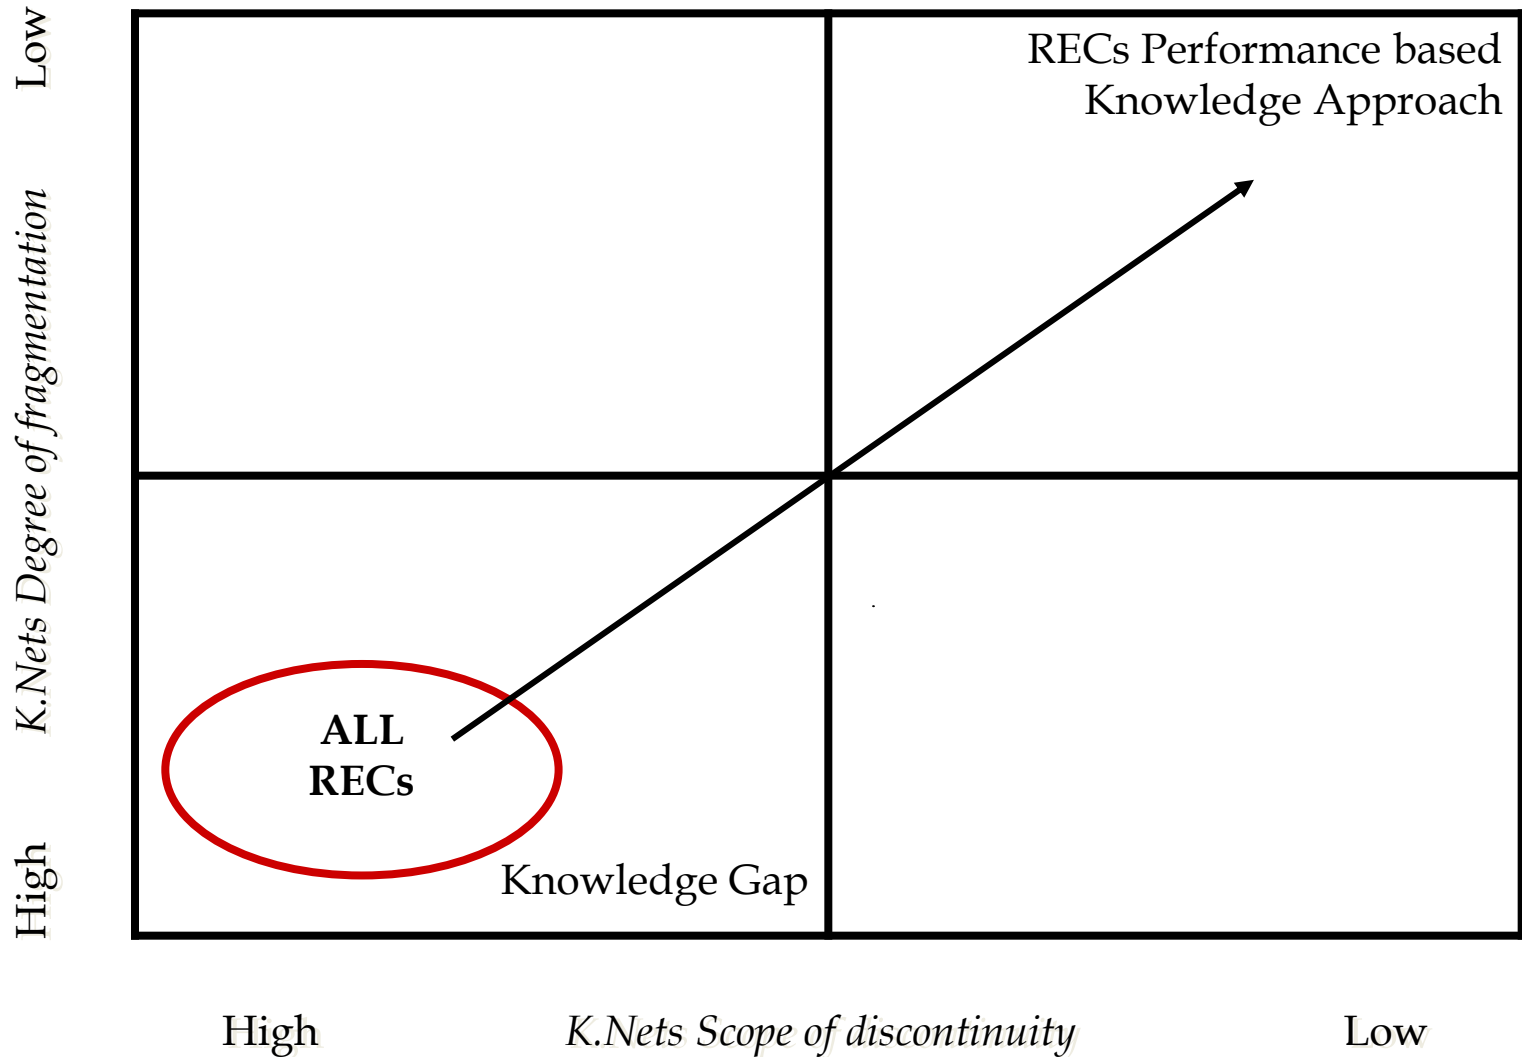 Low
RECs Performance based
Knowledge Approach
K.Nets Degree of fragmentation
ALL
RECs
High
Knowledge Gap
High
K.Nets Scope of discontinuity
Low